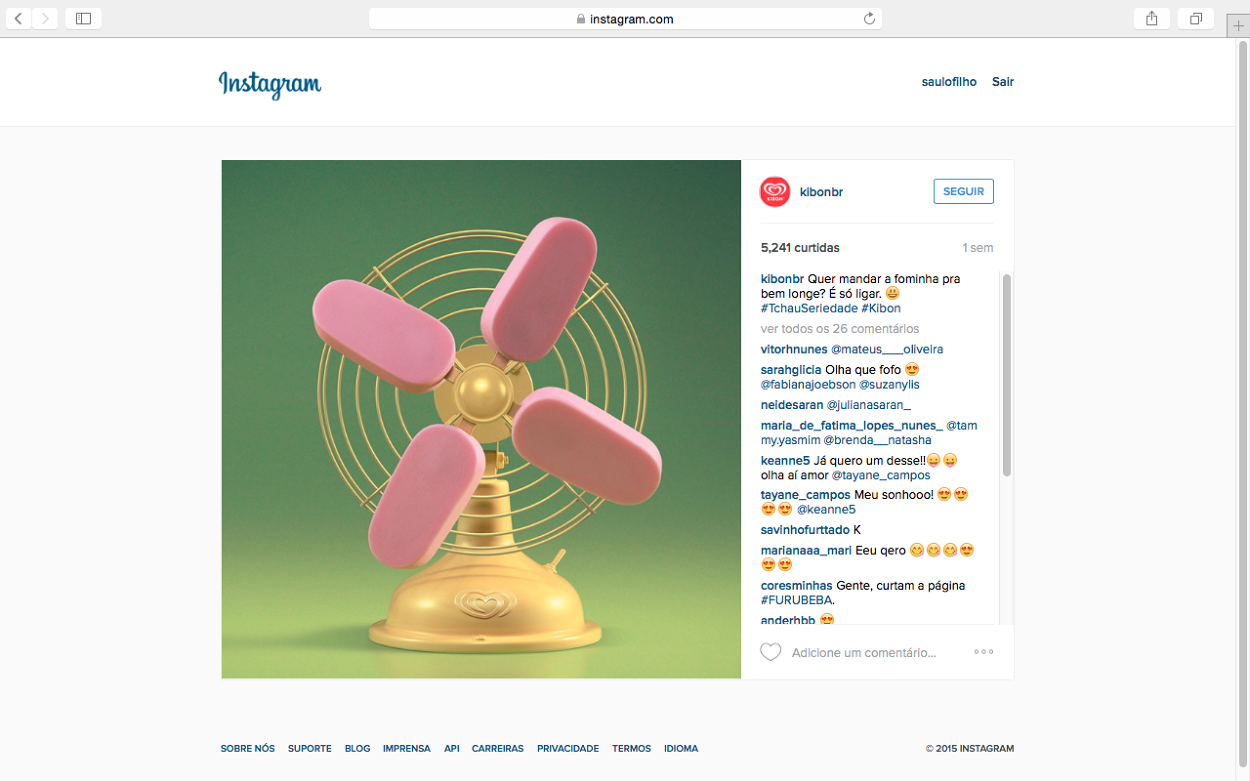 instagram.com
Instagram
saulofilho Sair
KIBON
kibonbr SEGUIR
5,241 curtidas 1 sem
kibonbr Quer mandar a fominha pra
bem longe? É só ligar. 😃
#TchauSeriedade #Kibon
ver todos os 26 comentários
vitorhnunes @mateus___oliveira
sarahglicia Olha que fofo 😍
@fabianajoebson @suzanylis
neidesaran @julianasaran_
maria_de_fatima_lopes_nunes_ @tam
my.yasmim @brenda__natasha
keanne5 Já quero um desse!!😛😛
olha aí amor @tayane_campos
tayane_campos Meu sonhooo! 😍😍
😍😍 @keanne5
savinhofurttado K
marianaaa_mari Eeu qero 😋😋😋😍
😍😍
coresminhas Gente, curtam a página
#FURUBEBA.
anderhbb 😍
Adicione um comentário...
SOBRE NÓS SUPORTE BLOG IMPRENSA API CARREIRAS PRIVACIDADE TERMOS IDIOMA © 2015 INSTAGRAM